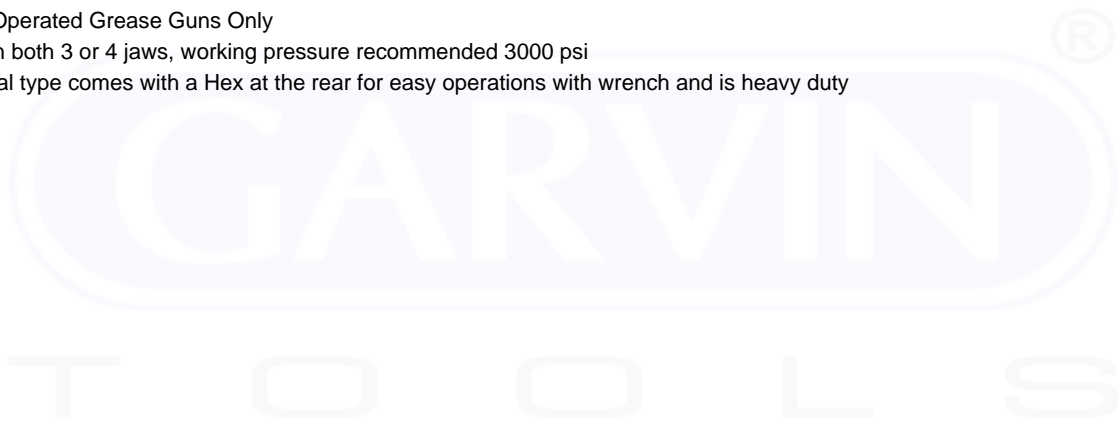 Operated Grease Guns Only
both 3 or 4 jaws, working pressure recommended 3000 psi
type comes with a Hex at the rear for easy operations with wrench and is heavy duty
GARVIN
®
TOOLS